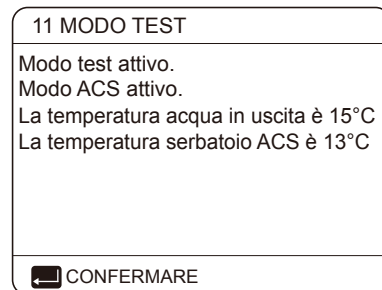 11 MODO TEST
Modo test attivo.
Modo ACS attivo.
La temperatura acqua in uscita è 15°C
La temperatura serbatoio ACS è 13°C
CONFERMARE